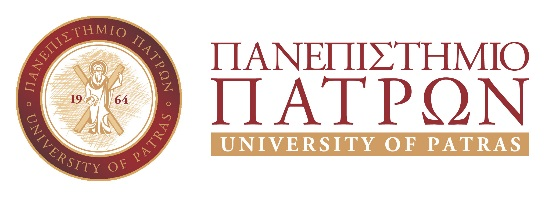 ΠΑΝΕΠΙΣΤΗΜΙΟ ΠΑΤΡΩΝ
19 64
UNIVERSITY OF PATRAS
ΠΑΝΕΠΙΣΤΗΜΙΟ
ΠΑΤΡΩΝ
UNIVERSITY OF PATRAS